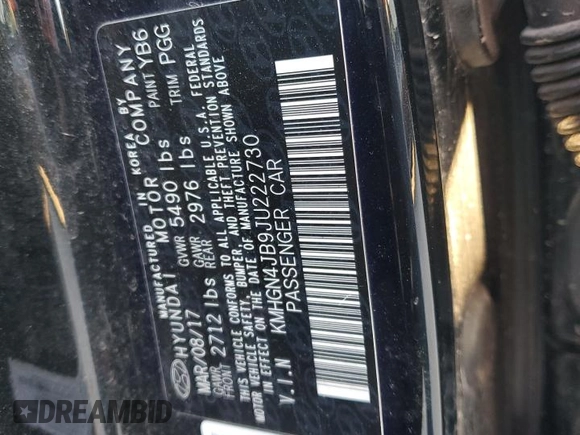 MANUFACTURED IN KOREA BY
HYUNDAI MOTOR COMPANY
MAR/08/17 GVWR 5490 lbs PAINT YB6
GAWR FRONT 2712 lbs GAWR REAR 2976 lbs TRIM PGG
THIS VEHICLE CONFORMS TO ALL APPLICABLE U.S.A. FEDERAL
MOTOR VEHICLE SAFETY, BUMPER, AND THEFT PREVENTION STANDARDS
IN EFFECT ON THE DATE OF MANUFACTURE SHOWN ABOVE
V.I.N KMHGN4JB9JU222730
PASSENGER CAR
DREAMBID